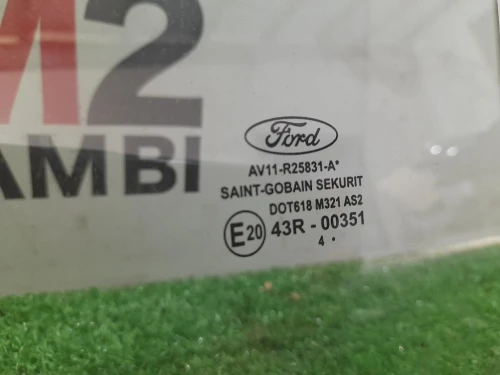 M2
AMBI
Ford
AV11-R25831-A*
SAINT-GOBAIN SEKURIT
DOT618 M321 AS2
E20 43R - 00351
4 •